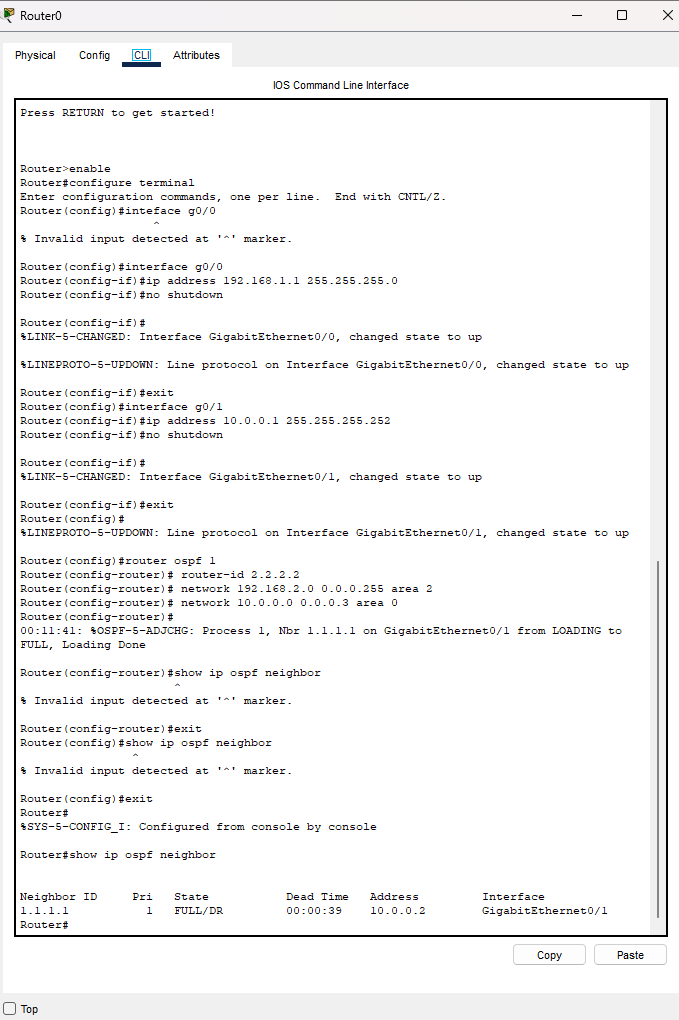 Router0
Physical Config CLI Attributes
IOS Command Line Interface
Press RETURN to get started!
Router>enable
Router#configure terminal
Enter configuration commands, one per line.  End with CNTL/Z.
Router(config)#inteface g0/0
^
% Invalid input detected at '^' marker.
Router(config)#interface g0/0
Router(config-if)#ip address 192.168.1.1 255.255.255.0
Router(config-if)#no shutdown
Router(config-if)#
%LINK-5-CHANGED: Interface GigabitEthernet0/0, changed state to up
%LINEPROTO-5-UPDOWN: Line protocol on Interface GigabitEthernet0/0, changed state to up
Router(config-if)#exit
Router(config)#interface g0/1
Router(config-if)#ip address 10.0.0.1 255.255.255.252
Router(config-if)#no shutdown
Router(config-if)#
%LINK-5-CHANGED: Interface GigabitEthernet0/1, changed state to up
Router(config-if)#exit
Router(config)#
%LINEPROTO-5-UPDOWN: Line protocol on Interface GigabitEthernet0/1, changed state to up
Router(config)#router ospf 1
Router(config-router)# router-id 2.2.2.2
Router(config-router)# network 192.168.2.0 0.0.0.255 area 2
Router(config-router)# network 10.0.0.0 0.0.0.3 area 0
Router(config-router)#
00:11:41: %OSPF-5-ADJCHG: Process 1, Nbr 1.1.1.1 on GigabitEthernet0/1 from LOADING to
FULL, Loading Done
Router(config-router)#show ip ospf neighbor
^
% Invalid input detected at '^' marker.
Router(config-router)#exit
Router(config)#show ip ospf neighbor
^
% Invalid input detected at '^' marker.
Router(config)#exit
Router#
%SYS-5-CONFIG_I: Configured from console by console
Router#show ip ospf neighbor
Neighbor ID     Pri   State           Dead Time   Address         Interface
1.1.1.1           1   FULL/DR         00:00:39    10.0.0.2        GigabitEthernet0/1
Router#
Copy Paste
Top